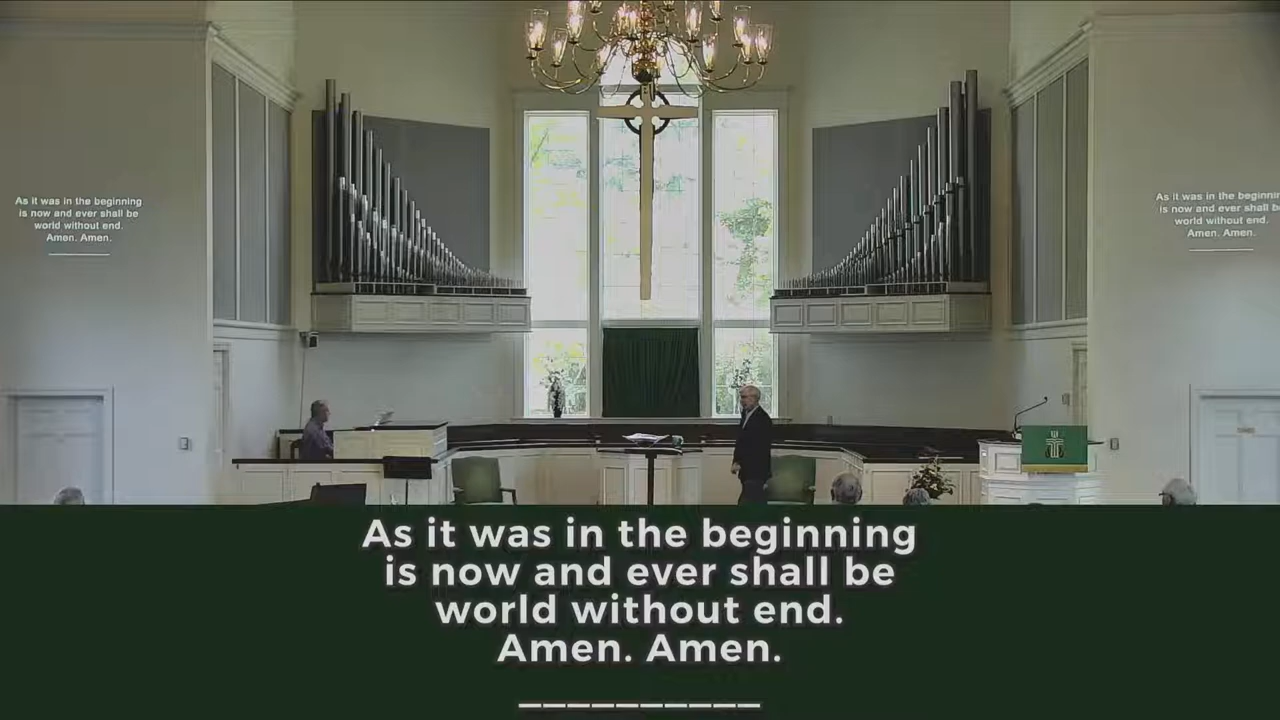 As it was in the beginning
is now and ever shall be
world without end.
Amen. Amen.
As it was in the beginning
is now and ever shall be
world without end.
Amen. Amen.
As it was in the beginning
is now and ever shall be
world without end.
Amen. Amen.